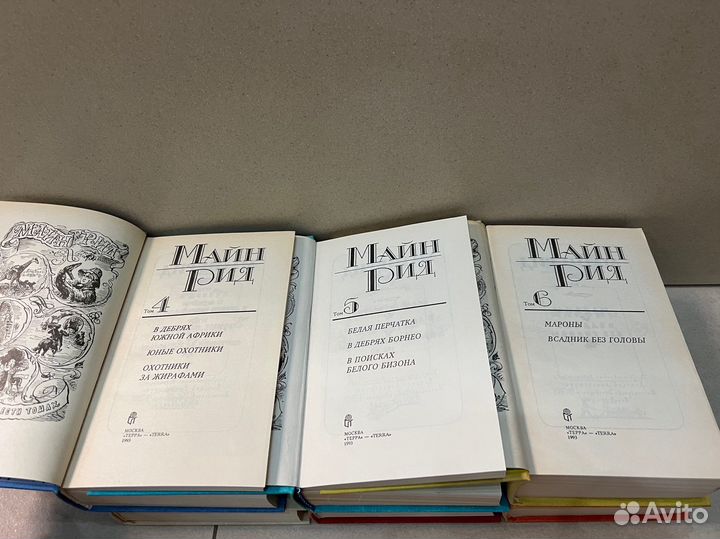 МАЙН РИД
МАЙН
РИД
Том 4
В ДЕБРЯХ
ЮЖНОЙ АФРИКИ
ЮНЫЕ ОХОТНИКИ
ОХОТНИКИ
ЗА ЖИРАФАМИ
МОСКВА
«ТЕРРА» — «TERRA»
1993
МАЙН
РИД
Том 5
БЕЛАЯ ПЕРЧАТКА
В ДЕБРЯХ БОРНЕО
В ПОИСКАХ
БЕЛОГО БИЗОНА
МОСКВА
«ТЕРРА» — «TERRA»
1993
МАЙН
РИД
Том 6
МАРОНЫ
ВСАДНИК БЕЗ ГОЛОВЫ
МОСКВА
«ТЕРРА» — «TERRA»
1993
Avito